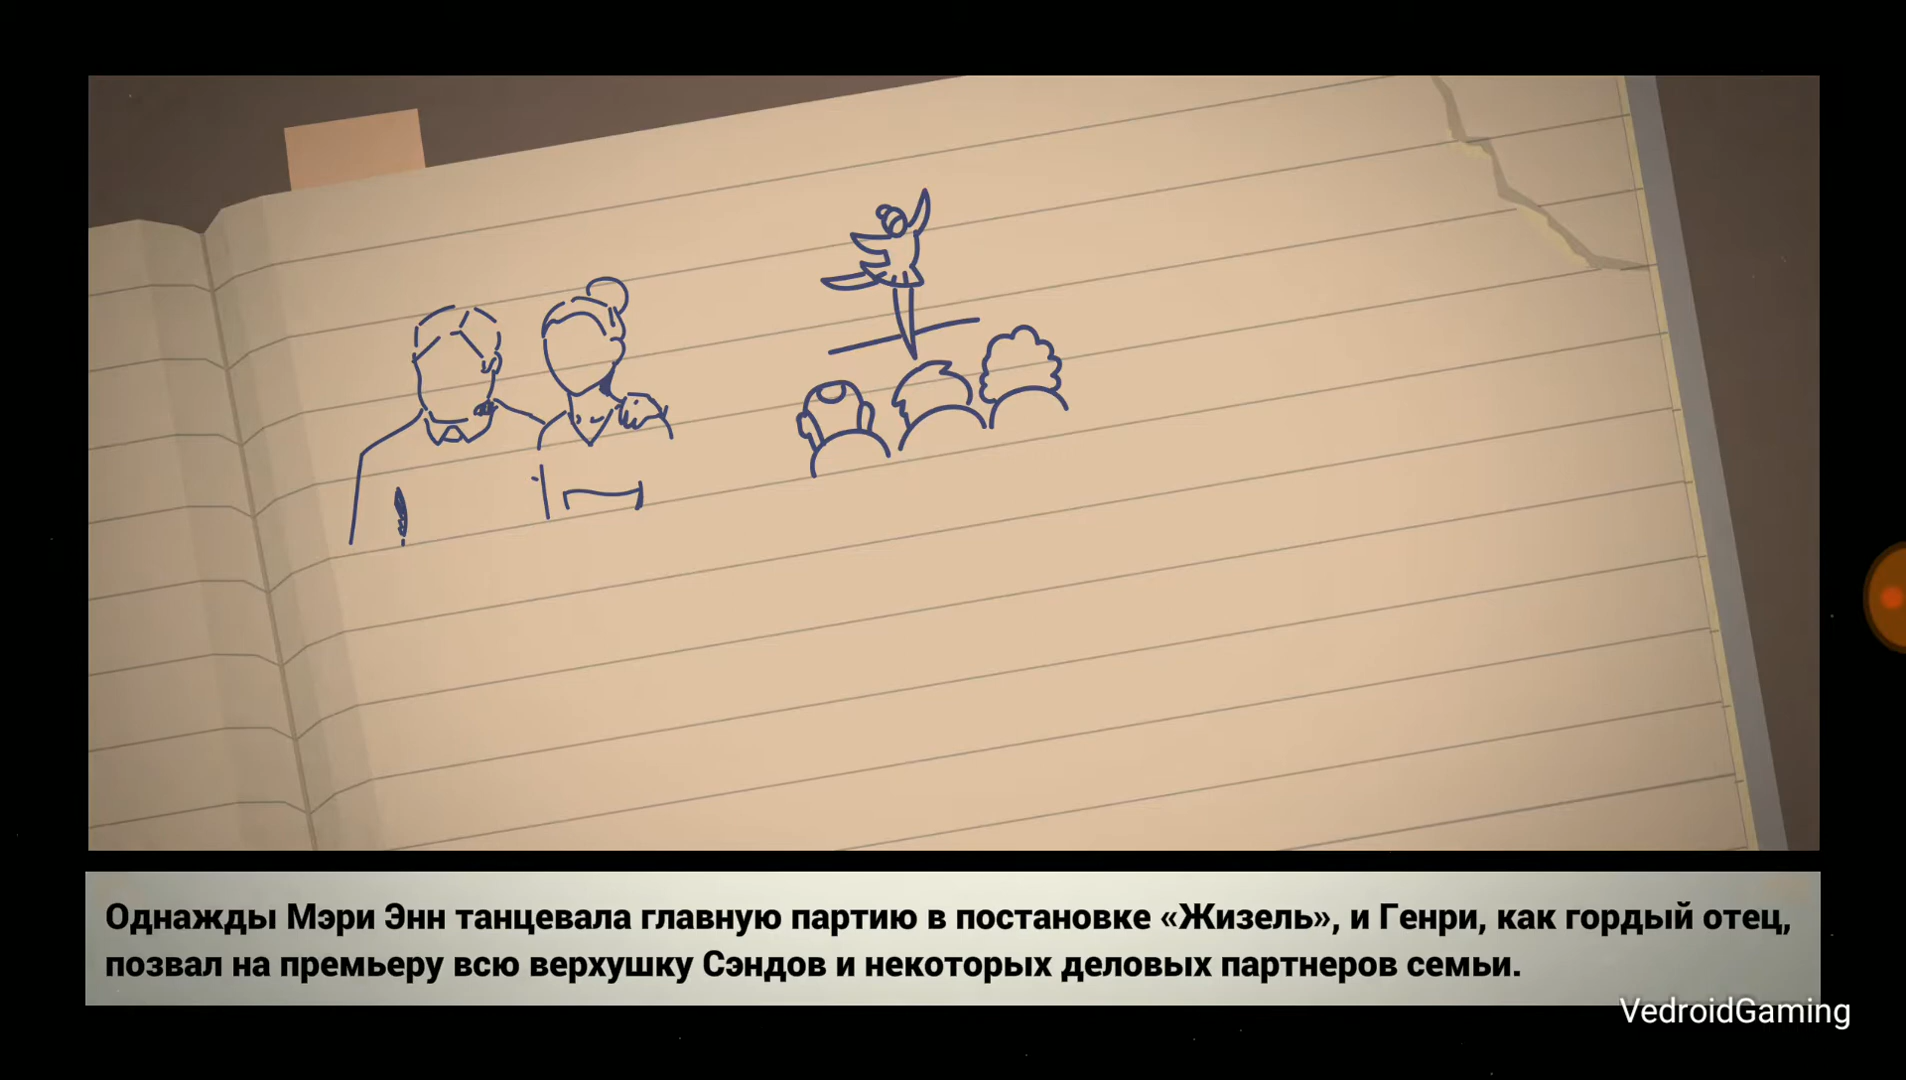 Однажды Мэри Энн танцевала главную партию в постановке «Жизель», и Генри, как гордый отец,
позвал на премьеру всю верхушку Сэндов и некоторых деловых партнеров семьи.
VedroidGaming